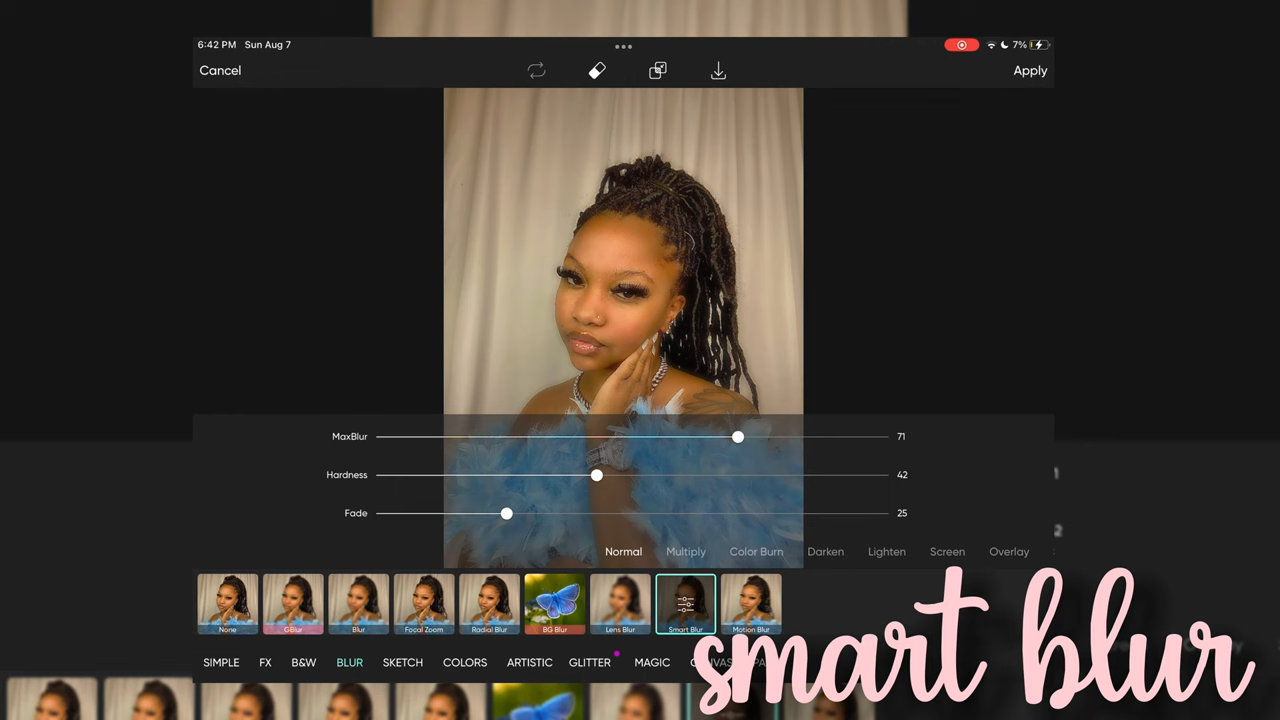 6:42 PM Sun Aug 7
7%
Cancel
Apply
MaxBlur 71
Hardness 42
Fade 25
Normal Multiply Color Burn Darken Lighten Screen Overlay
None GBlur Blur Focal Zoom Radial Blur BG Blur Lens Blur Smart Blur Motion Blur
SIMPLE FX B&W BLUR SKETCH COLORS ARTISTIC GLITTER MAGIC
smart blur